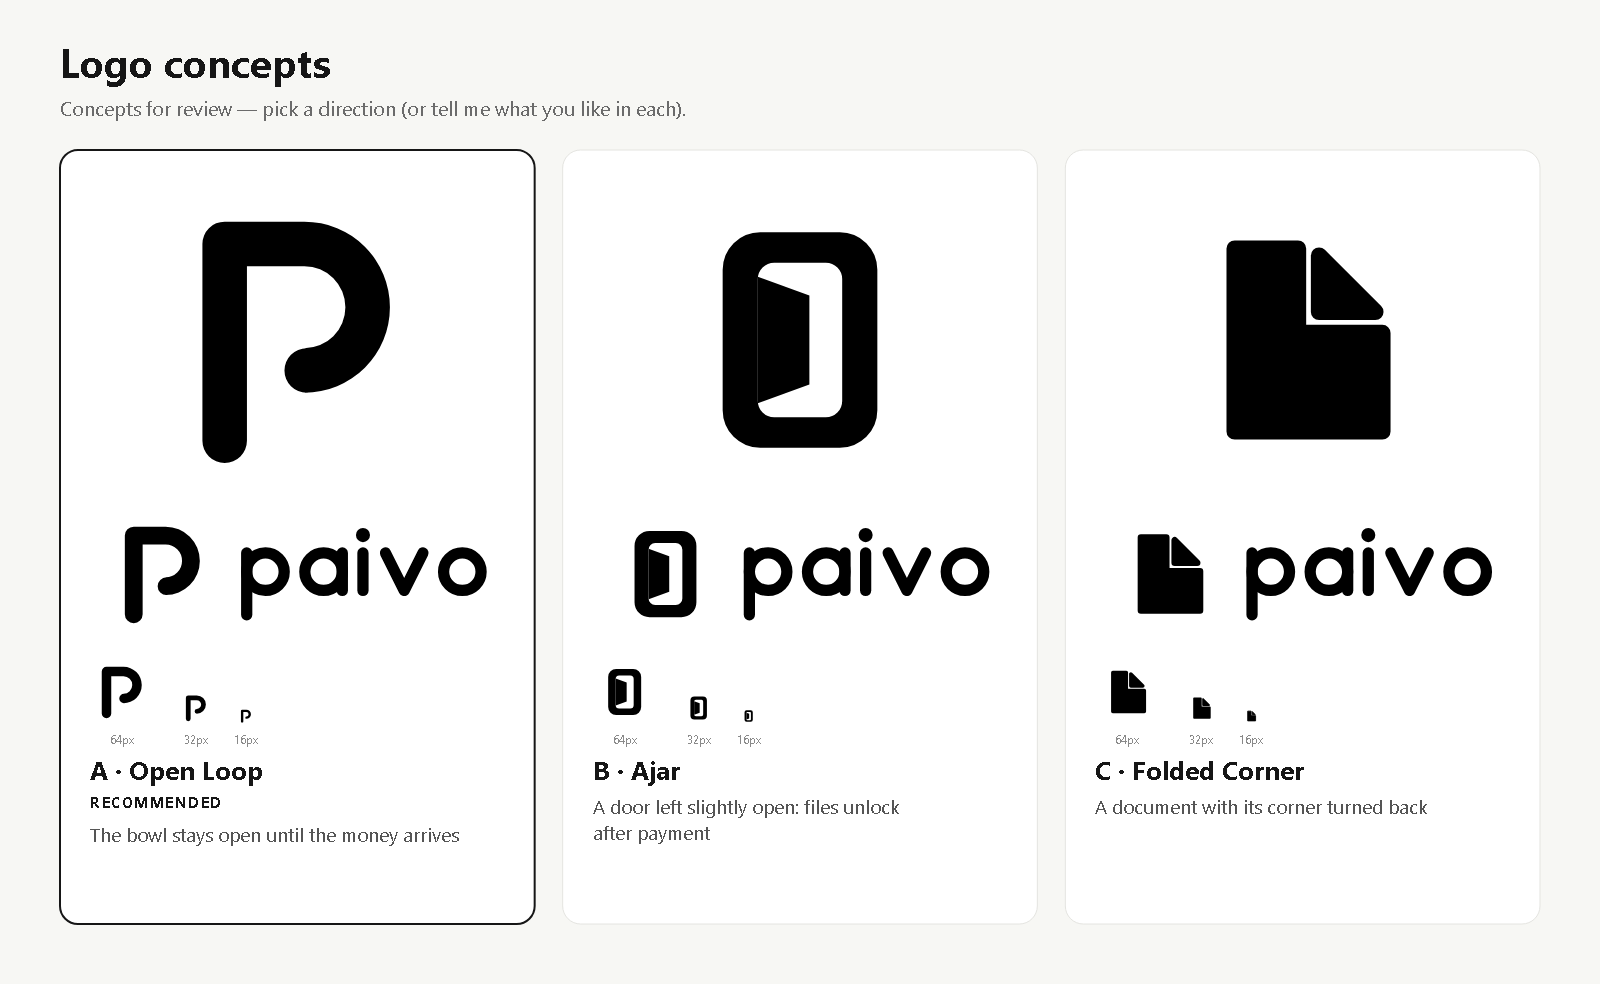 Logo concepts
Concepts for review — pick a direction (or tell me what you like in each).
P paivo
64px 32px 16px
A · Open Loop
RECOMMENDED
The bowl stays open until the money arrives
paivo
64px 32px 16px
B · Ajar
A door left slightly open: files unlock
after payment
paivo
64px 32px 16px
C · Folded Corner
A document with its corner turned back